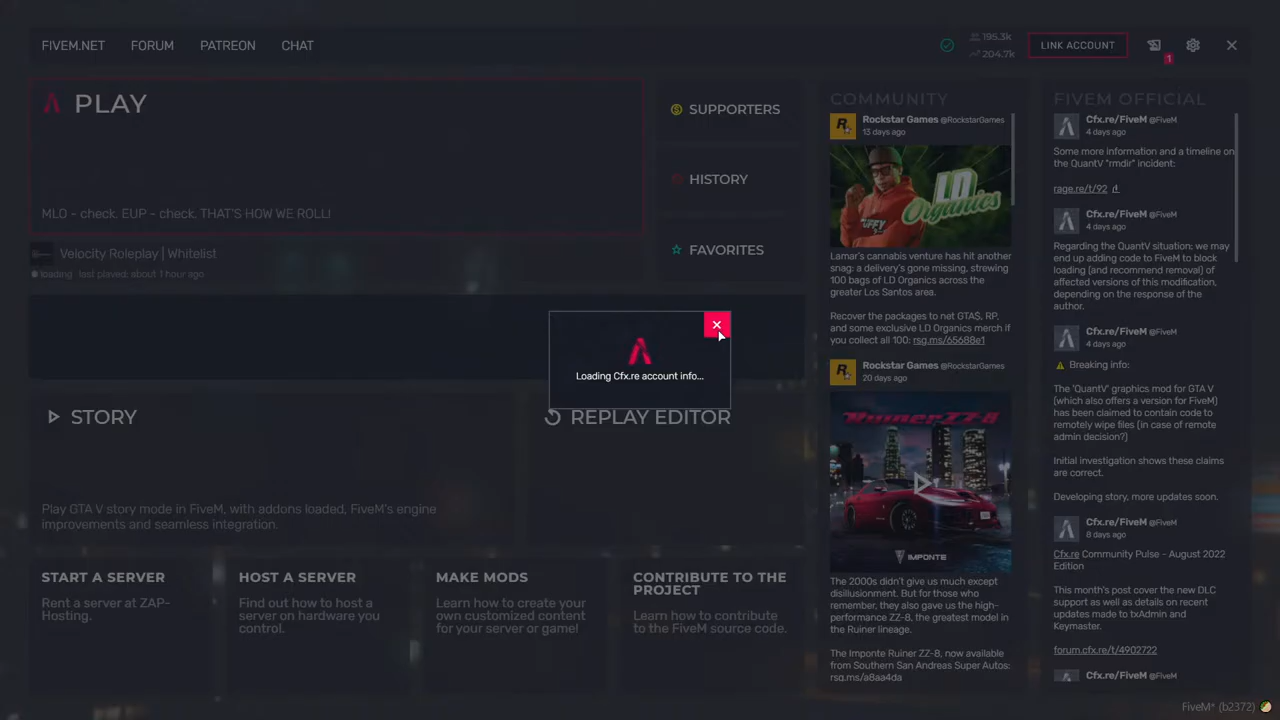 FIVEM.NET
FORUM
PATREON
CHAT
195.3k
204.7k
LINK ACCOUNT
1
PLAY
MLO - check. EUP - check. THAT'S HOW WE ROLL!
Velocity Roleplay | Whitelist
loading last played: about 1 hour ago
SUPPORTERS
HISTORY
FAVORITES
Loading Cfx.re account info...
STORY
Play GTA V story mode in FiveM, with addons loaded, FiveM's engine
improvements and seamless integration.
REPLAY EDITOR
START A SERVER
Rent a server at ZAP-
Hosting.
HOST A SERVER
Find out how to host a
server on hardware you
control.
MAKE MODS
Learn how to create your
own customized content
for your server or game!
CONTRIBUTE TO THE
PROJECT
Learn how to contribute
to the FiveM source code.
COMMUNITY
Rockstar Games @RockstarGames
13 days ago
LD
Organics
Lamar's cannabis venture has hit another
snag: a delivery's gone missing, strewing
100 bags of LD Organics across the
greater Los Santos area.
Recover the packages to net GTA$, RP,
and some exclusive LD Organics merch if
you collect all 100: rsg.ms/65688e1
Rockstar Games @RockstarGames
20 days ago
Ruiner ZZ-8
IMPONTE
The 2000s didn't give us much except
disillusionment. But for those who
remember, they also gave us the high-
performance ZZ-8, the greatest model in
the Ruiner lineage.
The Imponte Ruiner ZZ-8, now available
from Southern San Andreas Super Autos:
rsg.ms/a8aa4da
FIVEM OFFICIAL
Cfx.re/FiveM @FiveM
4 days ago
Some more information and a timeline on
the QuantV "rmdir" incident:
rage.re/t/92
Cfx.re/FiveM @FiveM
4 days ago
Regarding the QuantV situation: we may
end up adding code to FiveM to block
loading (and recommend removal) of
affected versions of this modification,
depending on the response of the
author.
Cfx.re/FiveM @FiveM
4 days ago
Breaking info:
The 'QuantV' graphics mod for GTA V
(which also offers a version for FiveM)
has been claimed to contain code to
remotely wipe files (in case of remote
admin decision?)
Initial investigation shows these claims
are correct.
Developing story, more updates soon.
Cfx.re/FiveM @FiveM
8 days ago
Cfx.re Community Pulse - August 2022
Edition
This month's post cover the new DLC
support as well as details on recent
updates made to txAdmin and
Keymaster.
forum.cfx.re/t/4902722
Cfx.re/FiveM @FiveM
FiveM* (b2372)